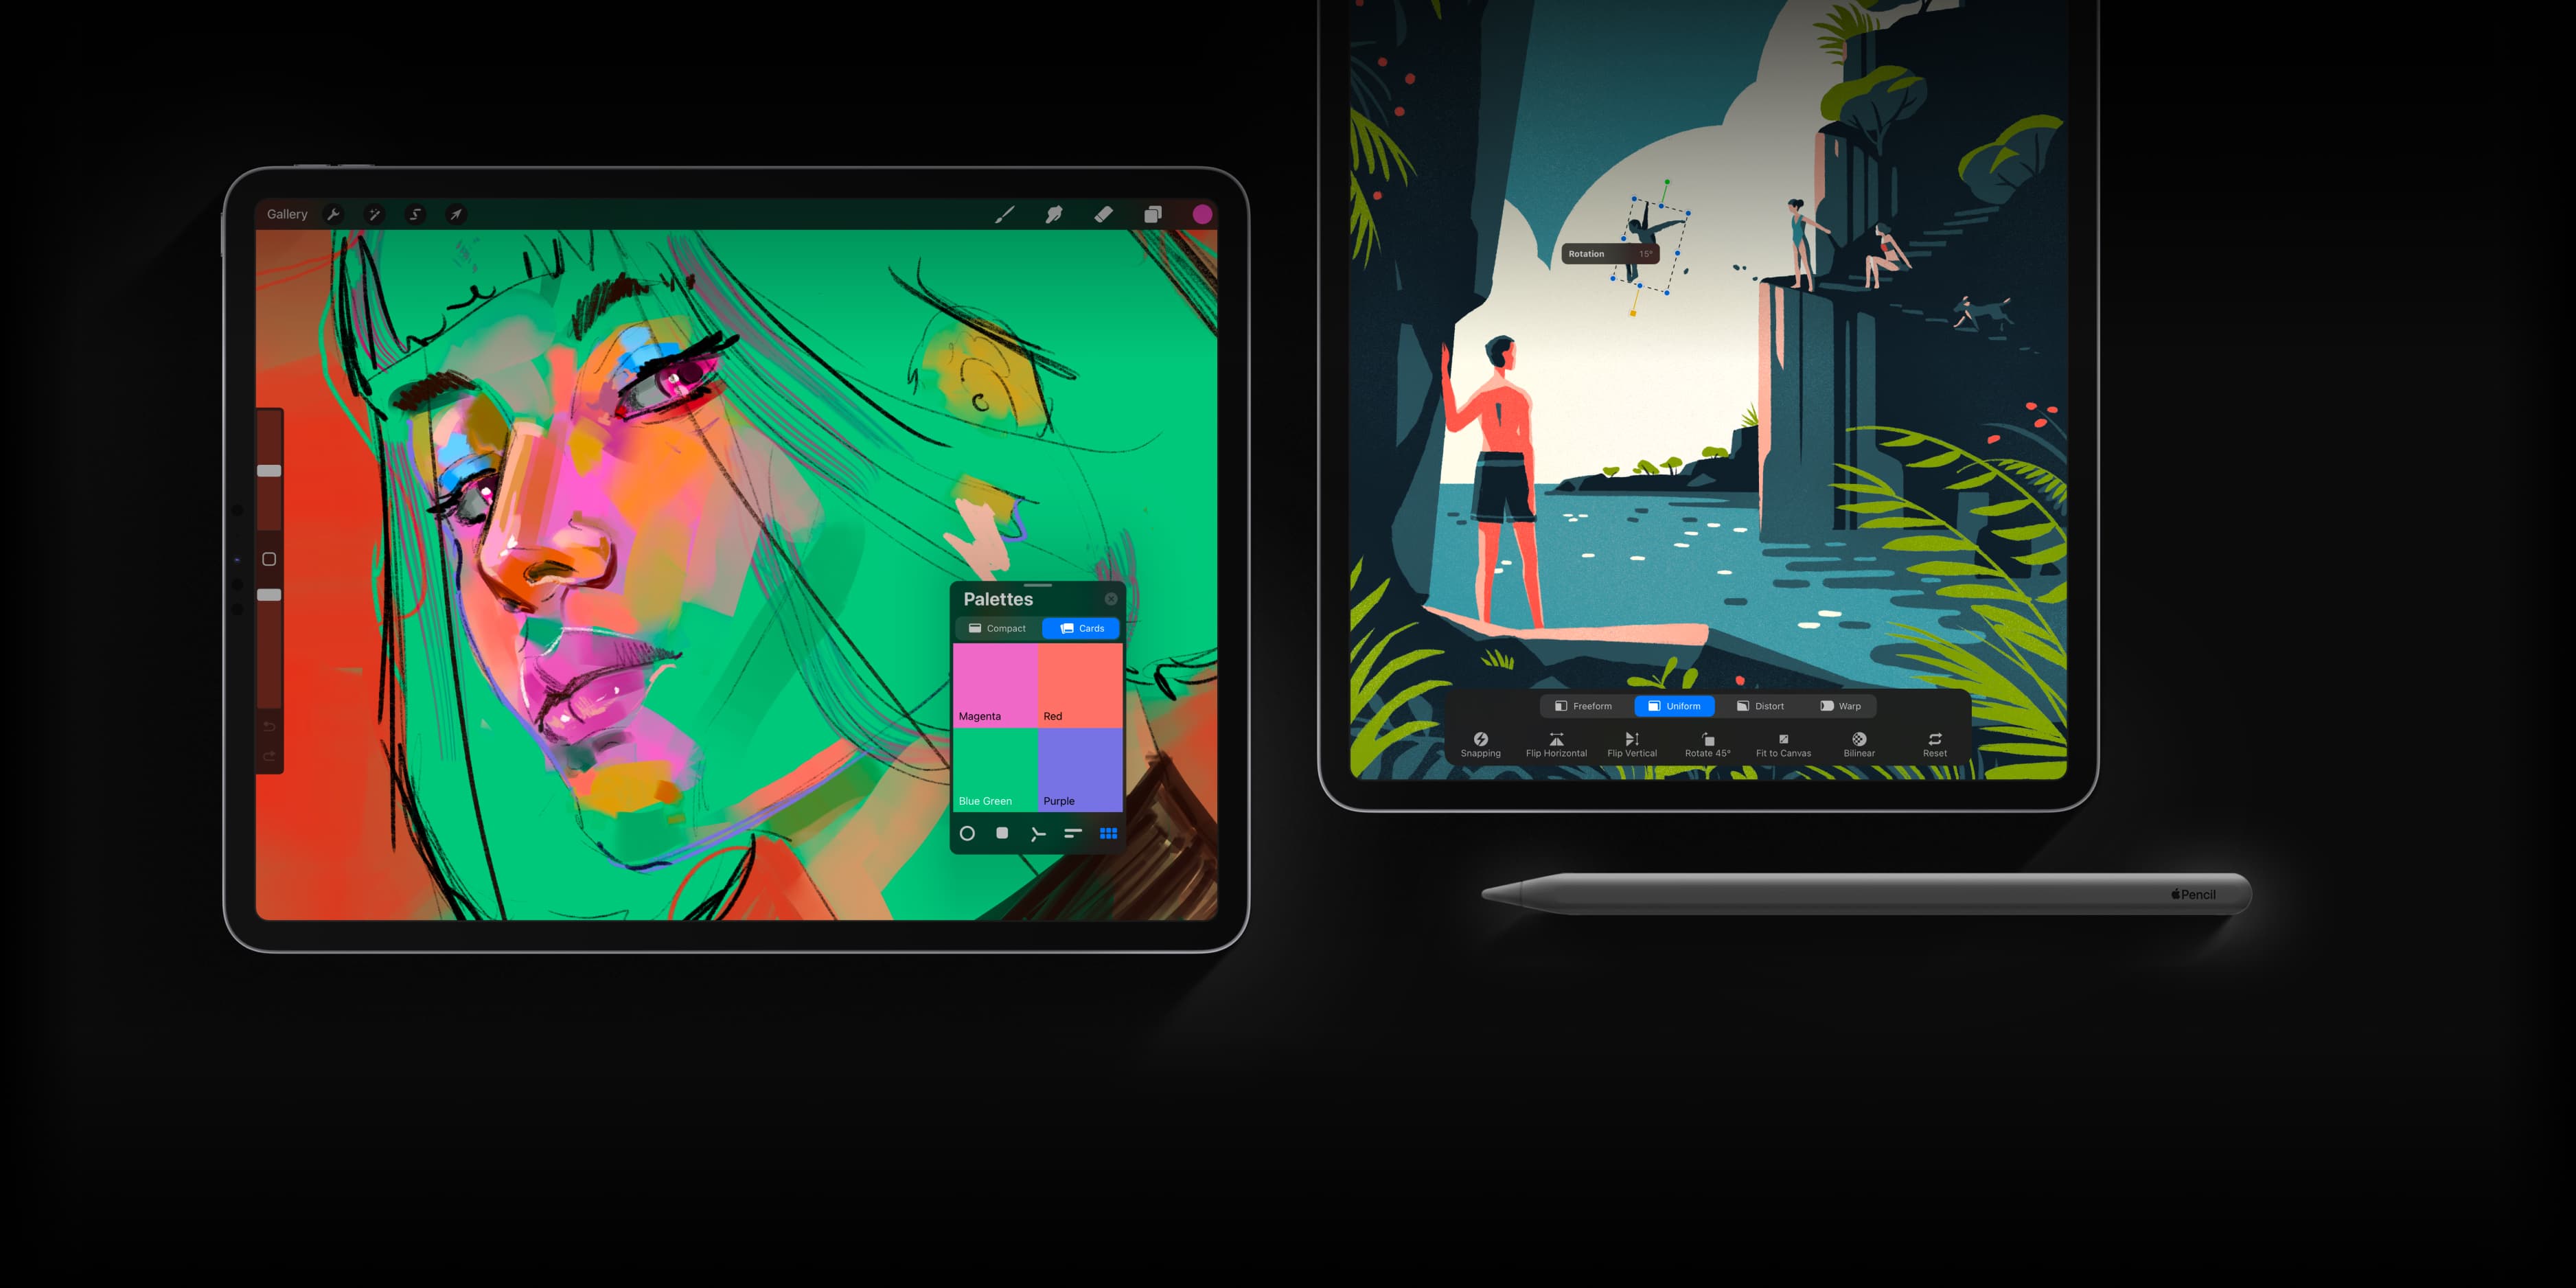 Gallery
Palettes
Compact
Cards
Magenta
Red
Blue Green
Purple
Rotation 15°
Freeform
Uniform
Distort
Warp
Snapping
Flip Horizontal
Flip Vertical
Rotate 45°
Fit to Canvas
Bilinear
Reset
Pencil